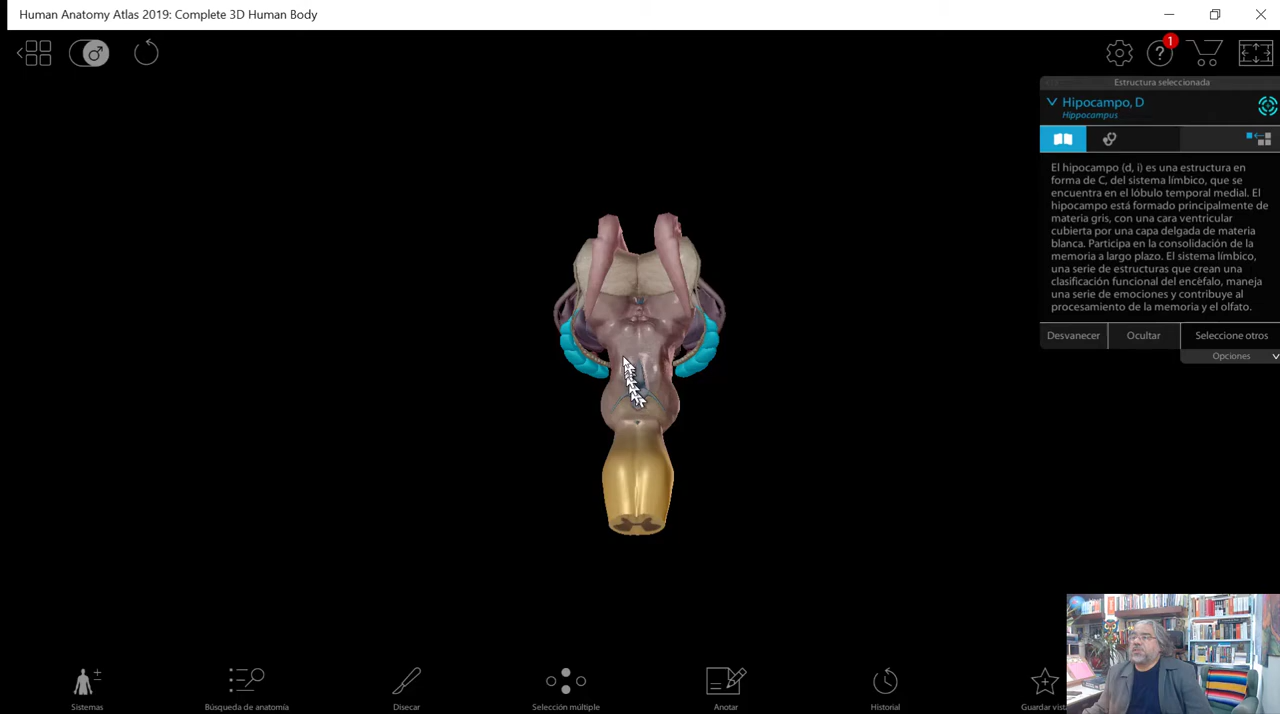 Human Anatomy Atlas 2019: Complete 3D Human Body
1
Estructura seleccionada
Hipocampo, D
Hippocampus
El hipocampo (d, i) es una estructura en
forma de C, del sistema límbico, que se
encuentra en el lóbulo temporal medial. El
hipocampo está formado principalmente de
materia gris, con una cara ventricular
cubierta por una capa delgada de materia
blanca. Participa en la consolidación de la
memoria a largo plazo. El sistema límbico,
una serie de estructuras que crean una
clasificación funcional del encéfalo, maneja
una serie de emociones y contribuye al
procesamiento de la memoria y el olfato.
Desvanecer
Ocultar
Seleccione otros
Opciones
Sistemas
Búsqueda de anatomía
Disecar
Selección múltiple
Anotar
Historial
Guardar vist